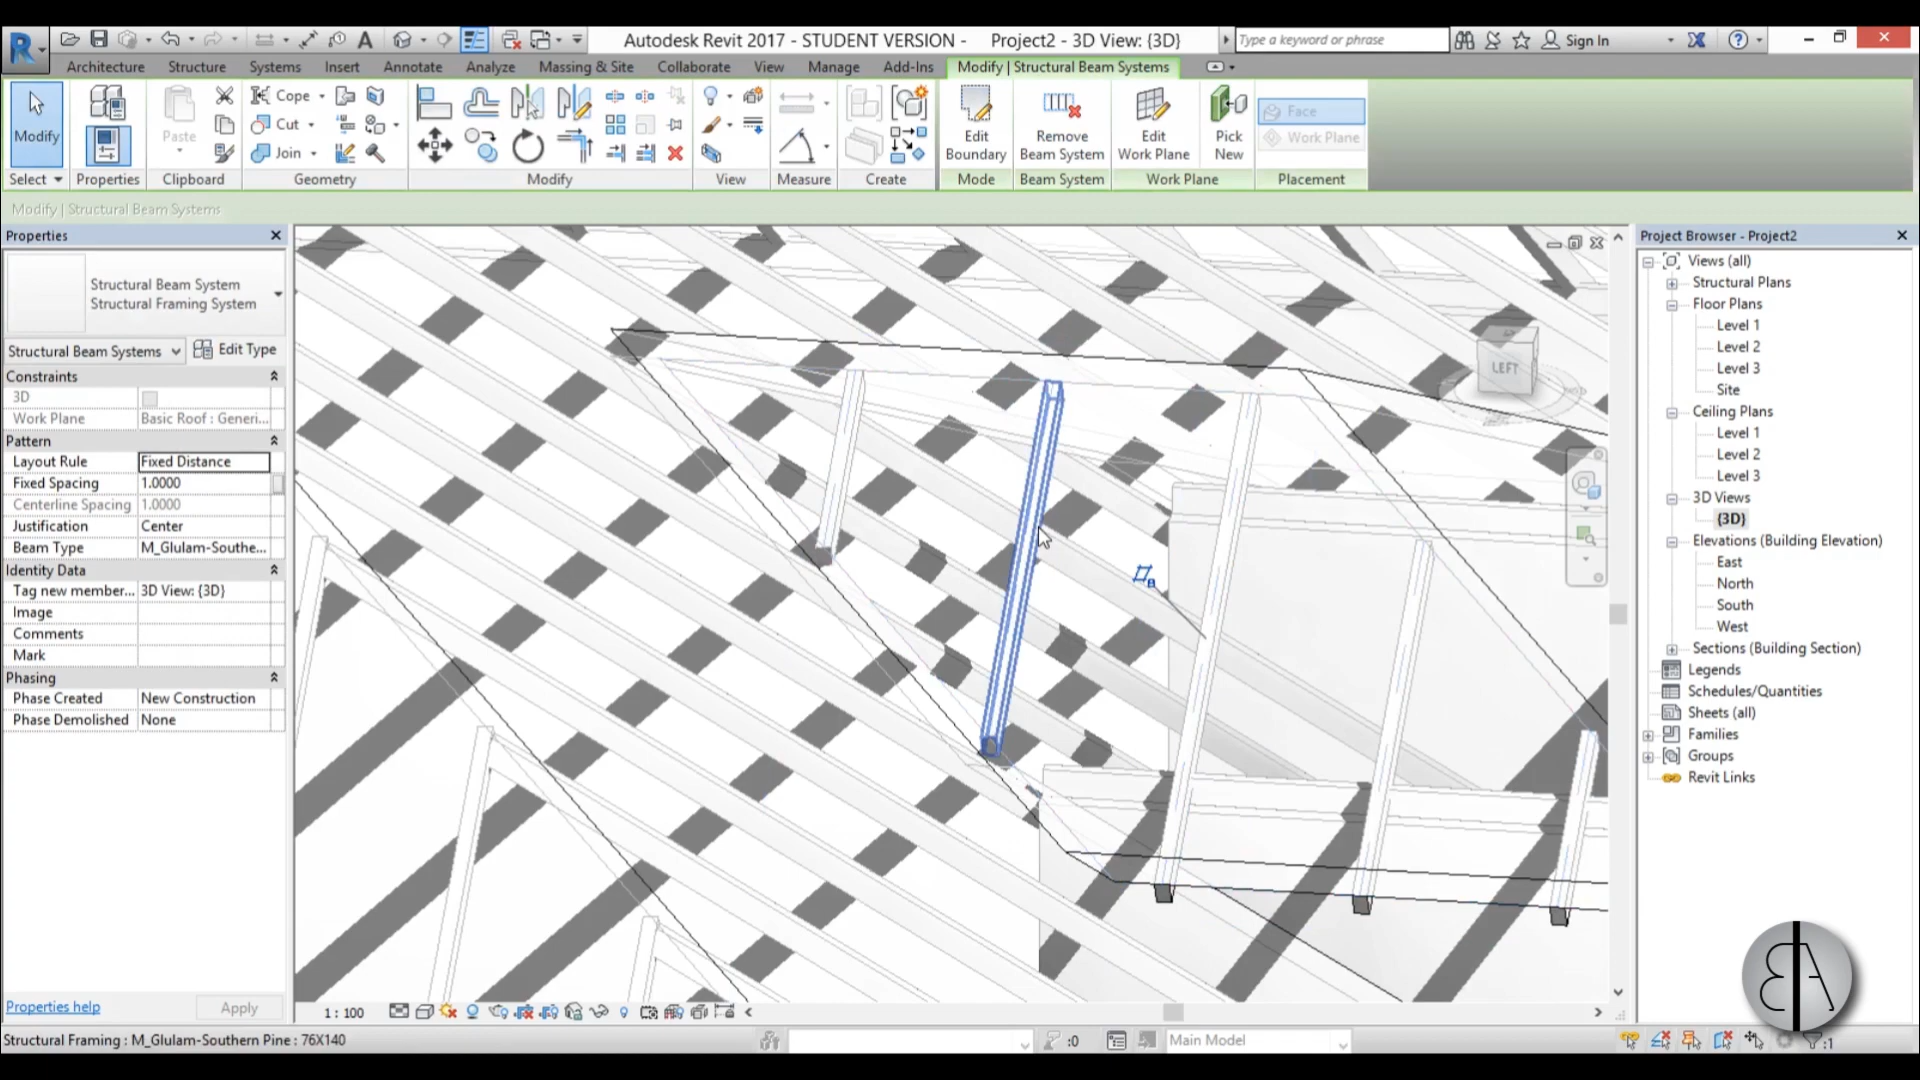 Autodesk Revit 2017 - STUDENT VERSION - Project2 - 3D View: {3D}
Type a keyword or phrase
Sign In
Architecture Structure Systems Insert Annotate Analyze Massing & Site Collaborate View Manage Add-Ins Modify | Structural Beam Systems
Modify
Paste
Cope
Cut
Join
Edit Boundary
Remove Beam System
Edit Work Plane
Pick New
Face
Work Plane
Select Properties Clipboard Geometry Modify View Measure Create Mode Beam System Work Plane Placement
Modify | Structural Beam Systems
Properties
Structural Beam System
Structural Framing System
Structural Beam Systems
Edit Type
Constraints
3D
Work Plane Basic Roof : Generi...
Pattern
Layout Rule Fixed Distance
Fixed Spacing 1.0000
Centerline Spacing 1.0000
Justification Center
Beam Type M_Glulam-Southe...
Identity Data
Tag new member... 3D View: {3D}
Image
Comments
Mark
Phasing
Phase Created New Construction
Phase Demolished None
Properties help
Apply
LEFT
1 : 100
Project Browser - Project2
Views (all)
Structural Plans
Floor Plans
Level 1
Level 2
Level 3
Site
Ceiling Plans
Level 1
Level 2
Level 3
3D Views
{3D}
Elevations (Building Elevation)
East
North
South
West
Sections (Building Section)
Legends
Schedules/Quantities
Sheets (all)
Families
Groups
Revit Links
Structural Framing : M_Glulam-Southern Pine : 76X140
:0
Main Model
:1